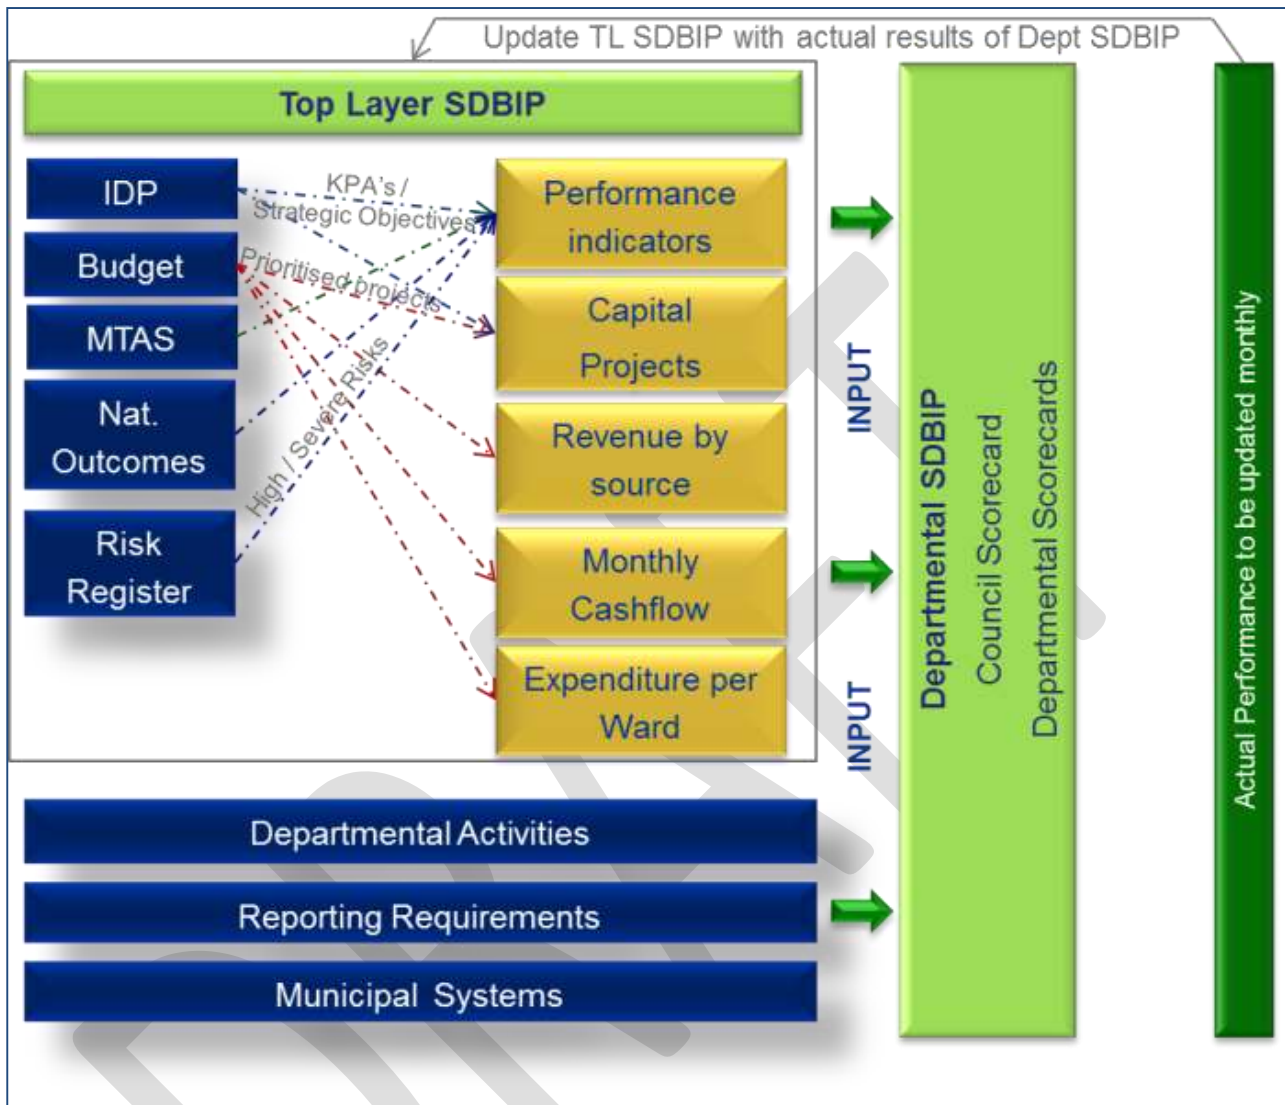 Update TL SDBIP with actual results of Dept SDBIP
Top Layer SDBIP
IDP
Budget
MTAS
Nat.
Outcomes
Risk
Register
KPA's /
Strategic Objectives
Prioritised projects
High / Severe Risks
Performance
indicators
Capital
Projects
Revenue by
source
Monthly
Cashflow
Expenditure per
Ward
INPUT
INPUT
Departmental SDBIP
Council Scorecard
Departmental Scorecards
Actual Performance to be updated monthly
Departmental Activities
Reporting Requirements
Municipal Systems
DRAFT